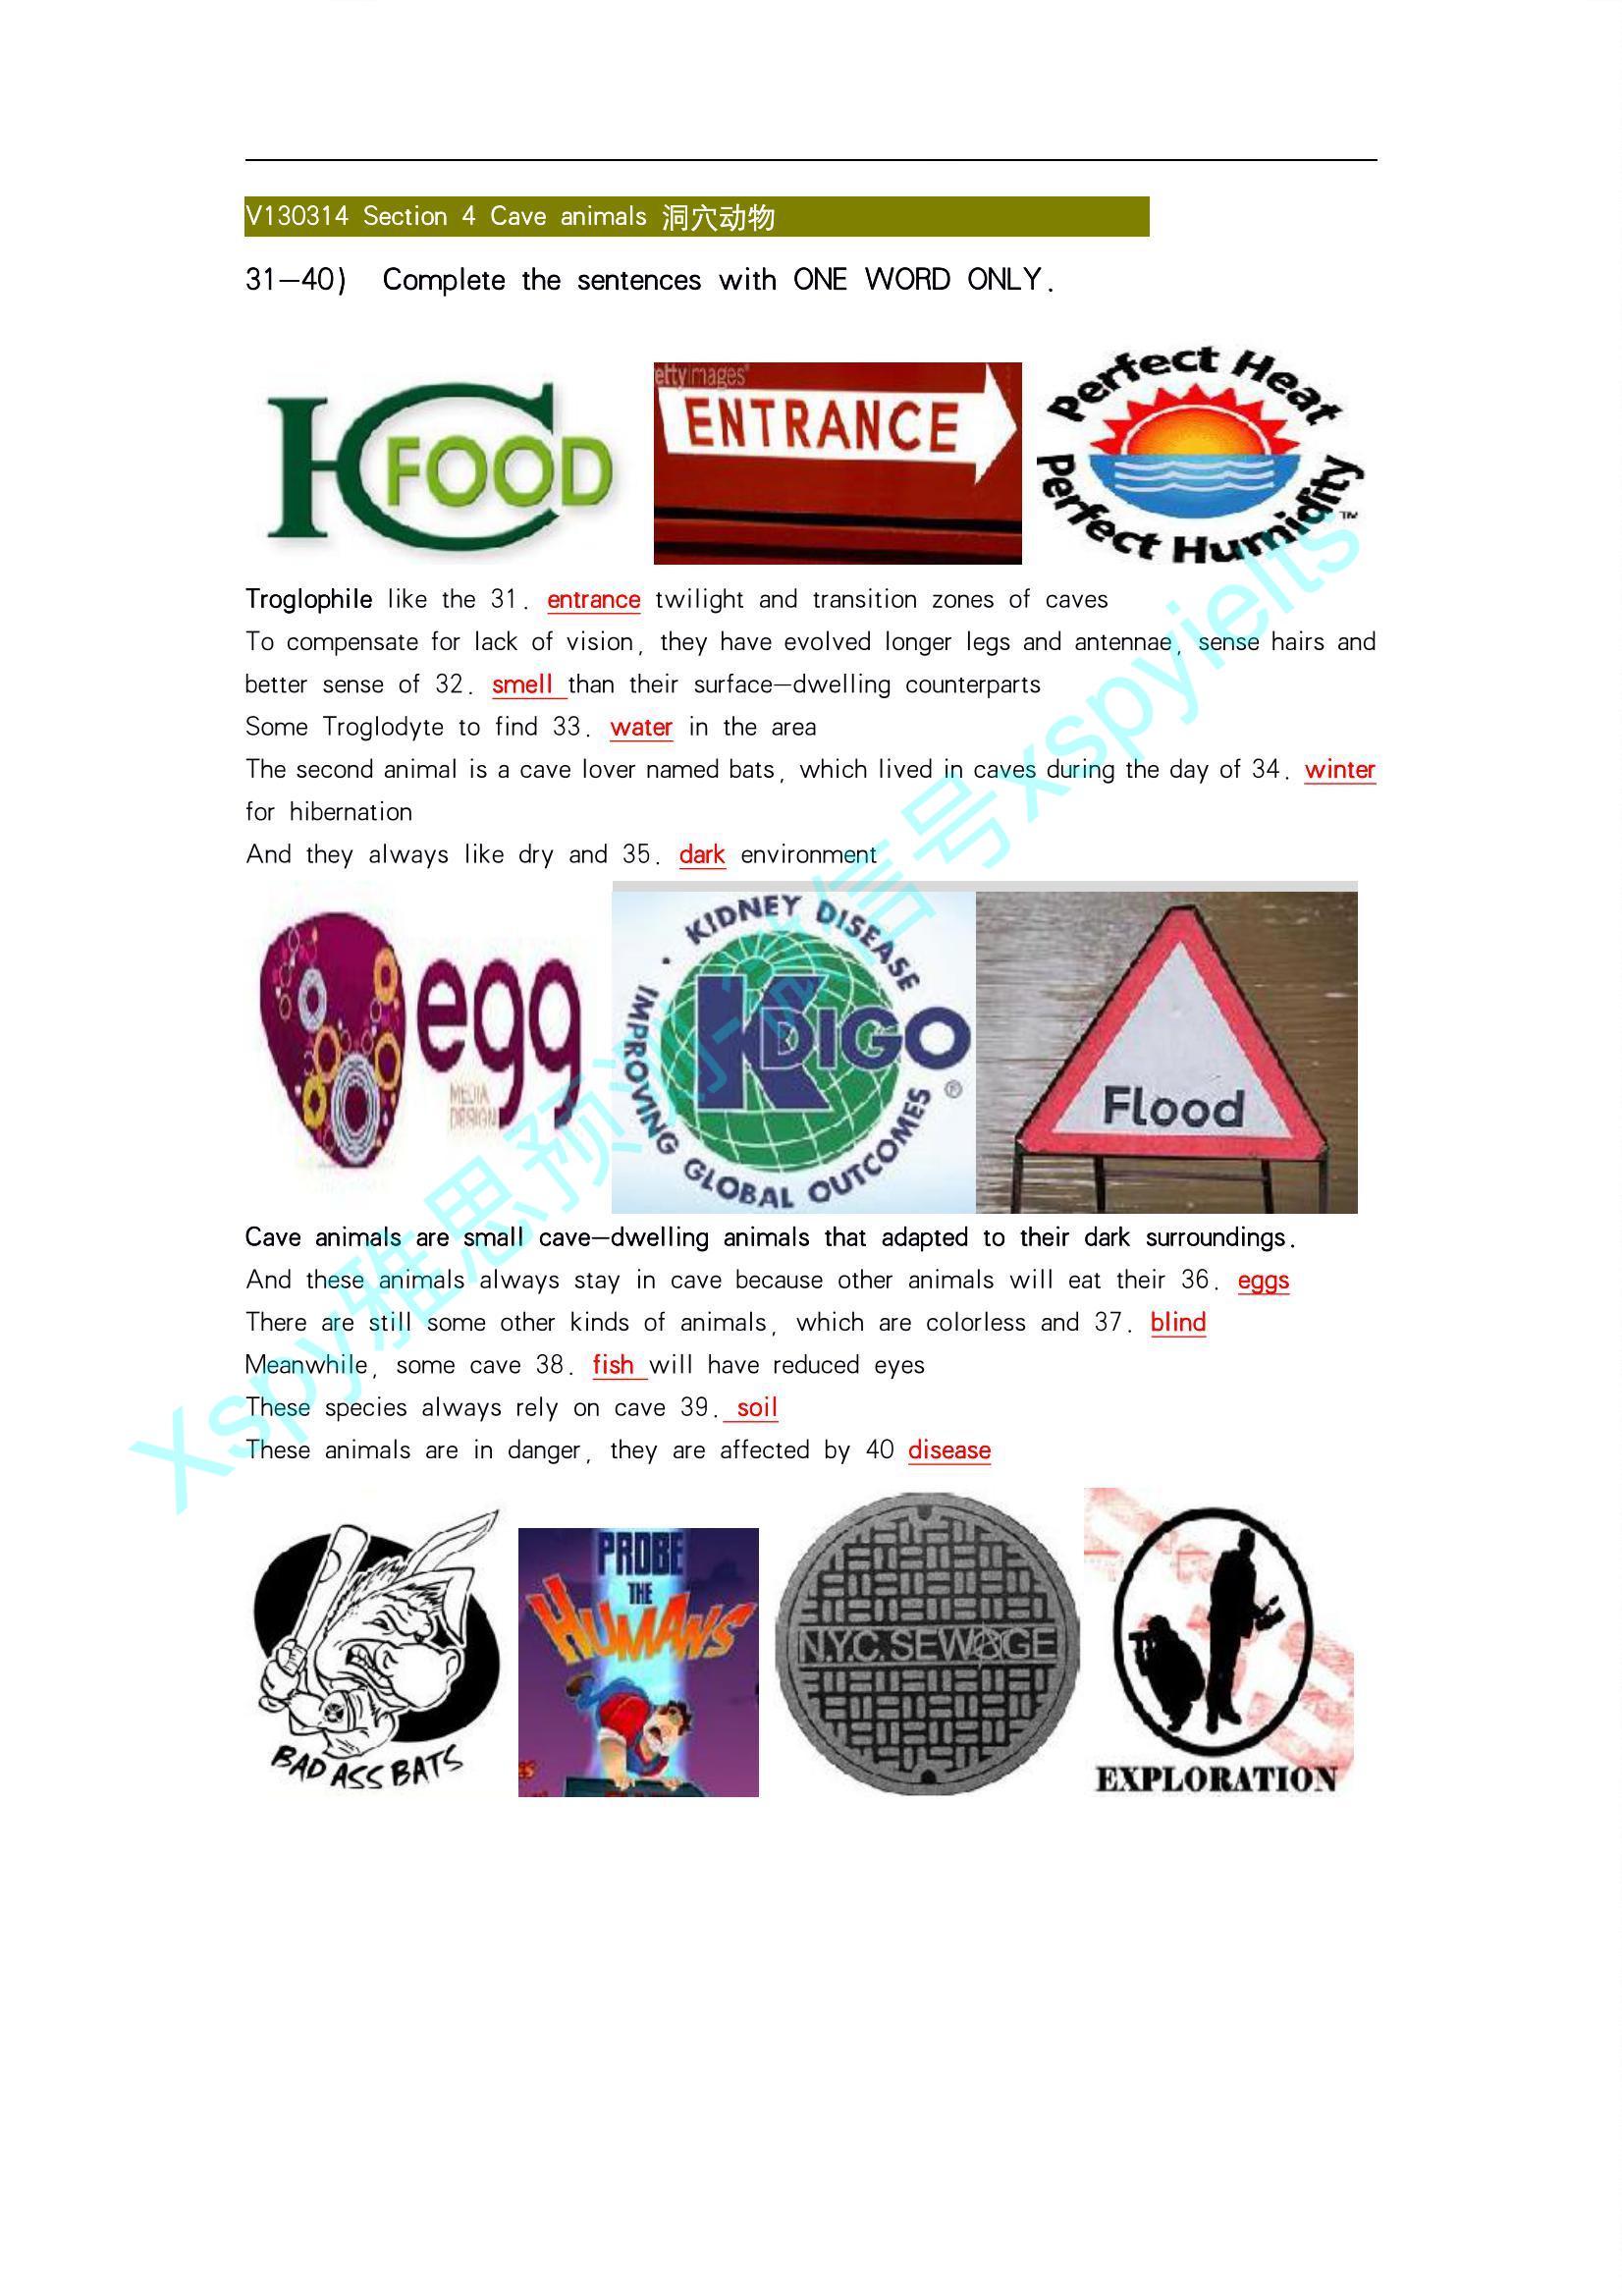 V130314 Section 4 Cave animals 洞穴动物
31-40) Complete the sentences with ONE WORD ONLY.
HC FOOD
ettyimages
ENTRANCE
Perfect Heat
Perfect Humidity
TM
Troglophile like the 31. entrance twilight and transition zones of caves
To compensate for lack of vision, they have evolved longer legs and antennae, sense hairs and
better sense of 32. smell than their surface-dwelling counterparts
Some Troglodyte to find 33. water in the area
The second animal is a cave lover named bats, which lived in caves during the day of 34. winter
for hibernation
And they always like dry and 35. dark environment
egg
MEDIA
DESIGN
KIDNEY DISEASE
KDIGO
®
IMPROVING GLOBAL OUTCOMES
Flood
Cave animals are small cave-dwelling animals that adapted to their dark surroundings.
And these animals always stay in cave because other animals will eat their 36. eggs
There are still some other kinds of animals, which are colorless and 37. blind
Meanwhile, some cave 38. fish will have reduced eyes
These species always rely on cave 39. soil
These animals are in danger, they are affected by 40 disease
BAD ASS BATS
PROBE
THE
HUMANS
N.Y.C. SEWAGE
EXPLORATION
Xspy雅思预测-微信号xspyielts